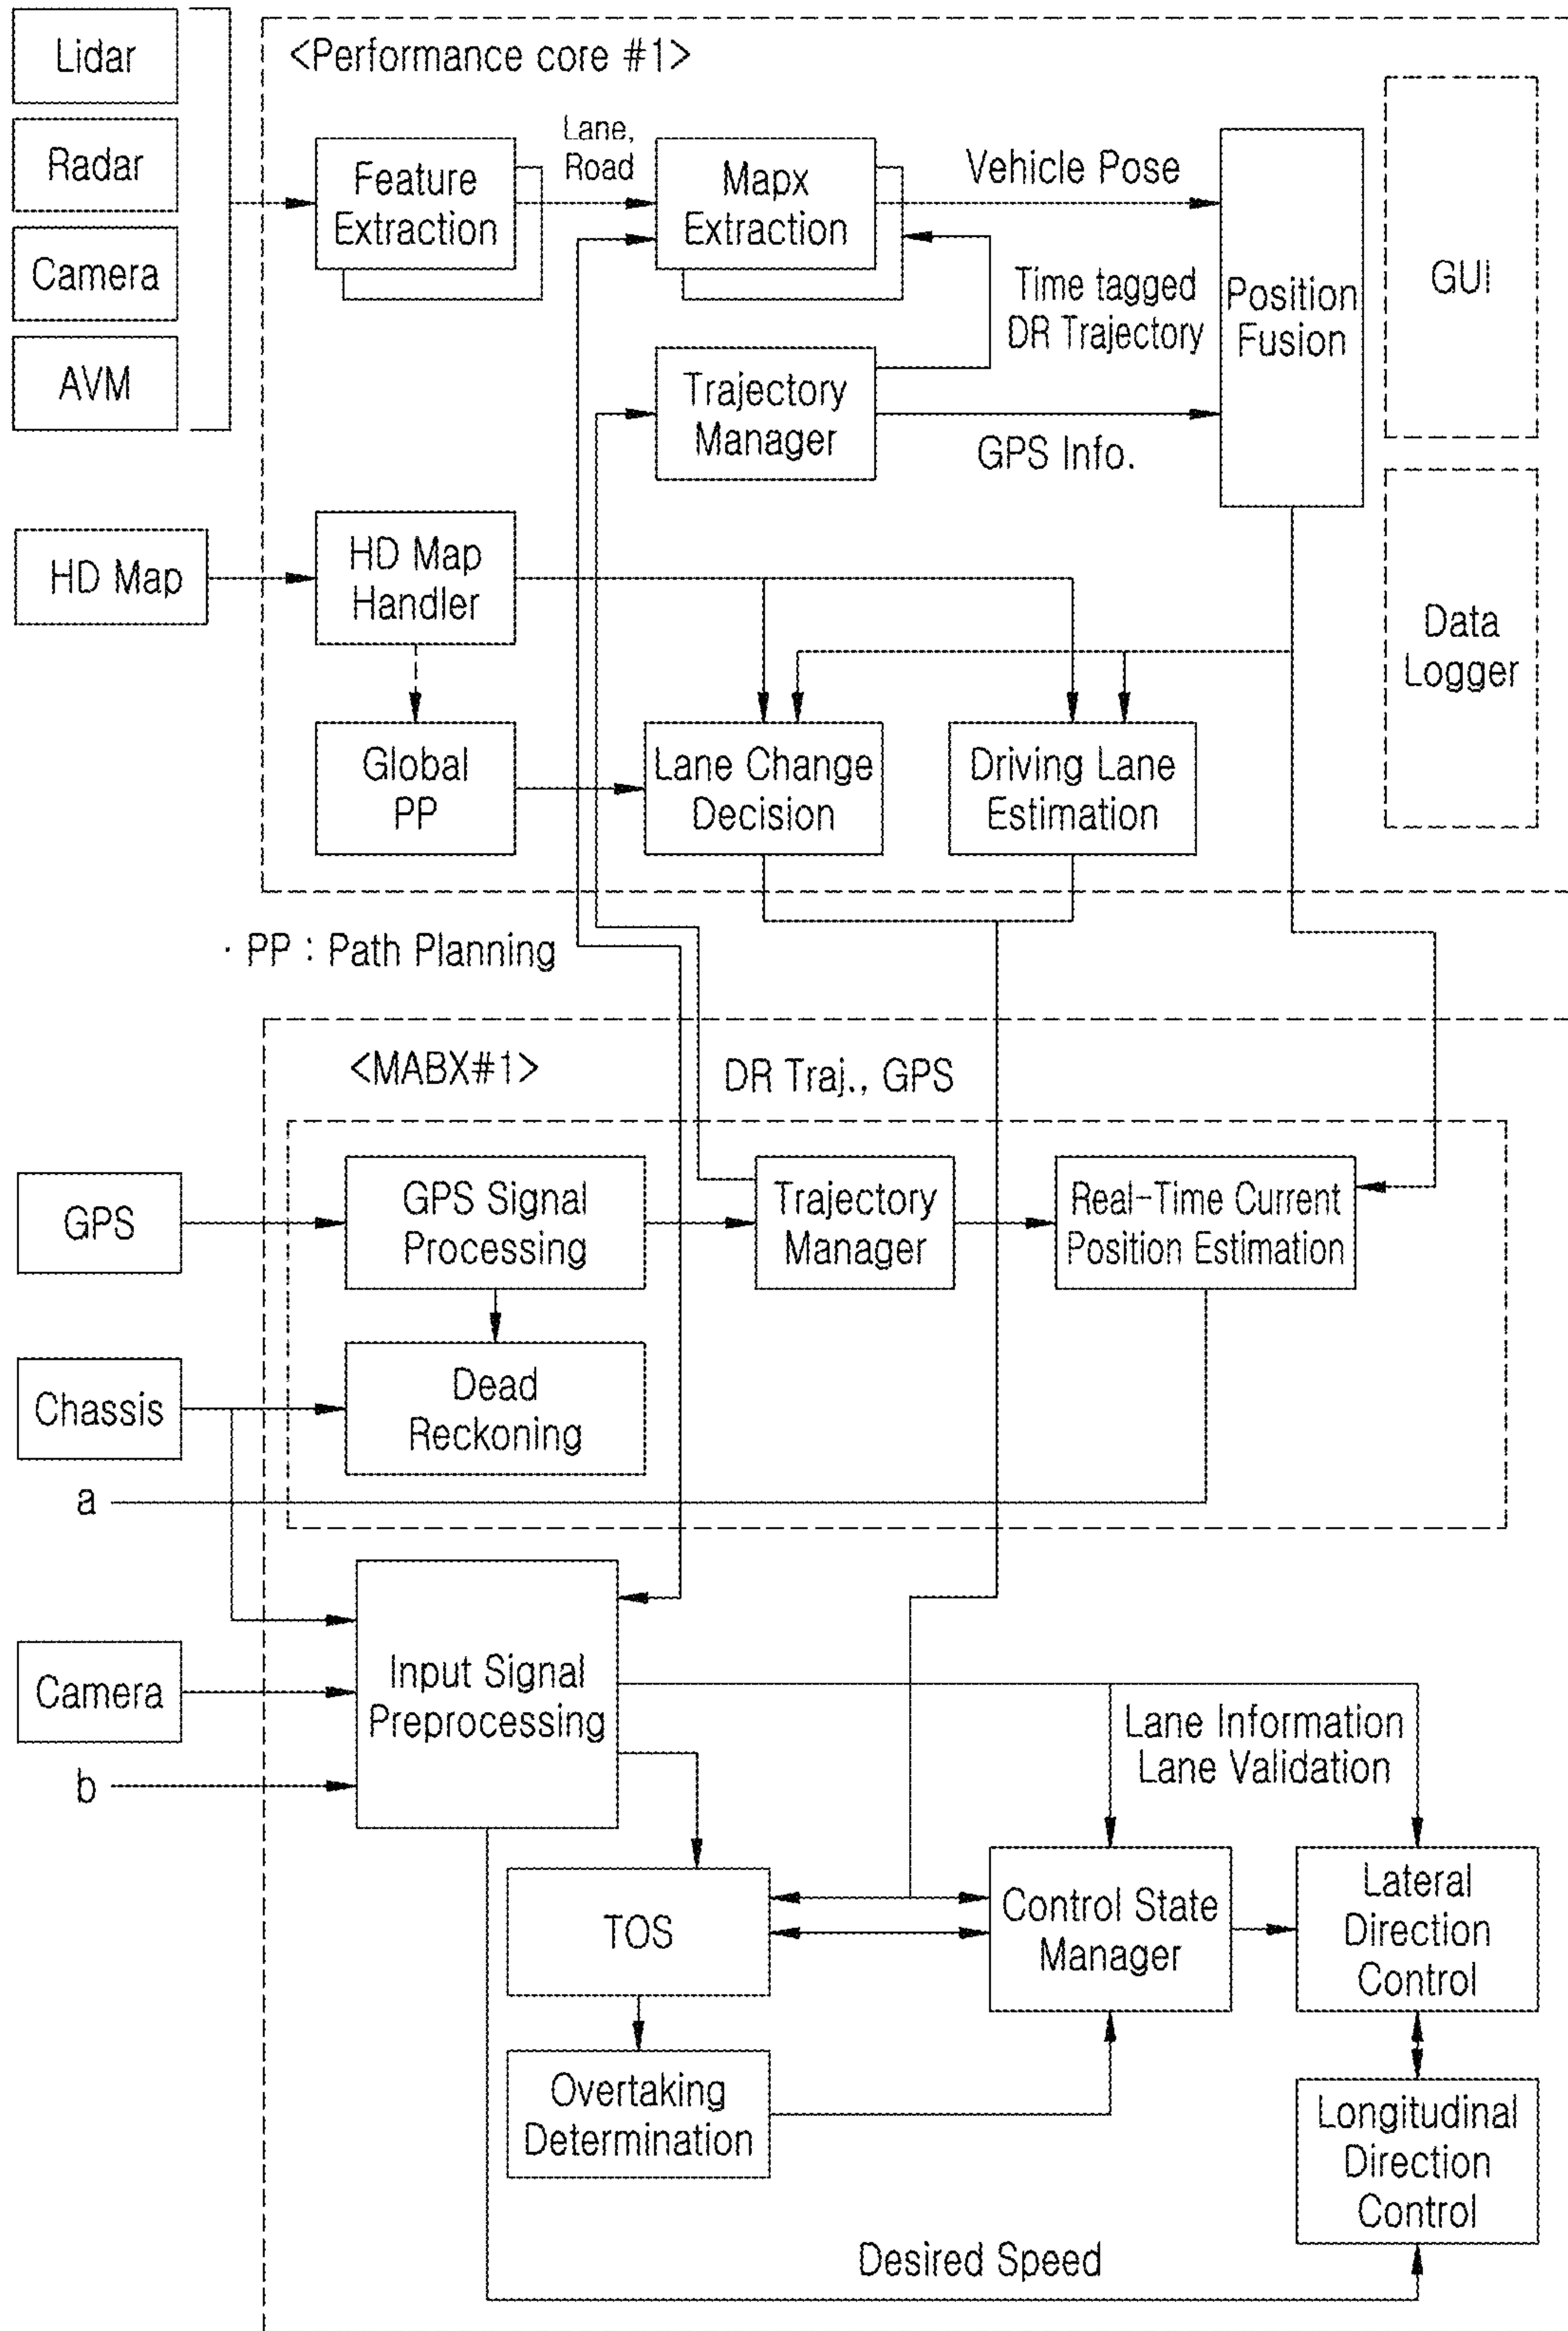 Lidar
Radar
Camera
AVM
<Performance core #1>
Feature
Extraction
Lane,
Road
Mapx
Extraction
Vehicle Pose
Time tagged
DR Trajectory
Position
Fusion
GUI
Trajectory
Manager
GPS Info.
HD Map
HD Map
Handler
Data
Logger
Global
PP
Lane Change
Decision
Driving Lane
Estimation
· PP : Path Planning
<MABX#1>
DR Traj., GPS
GPS
GPS Signal
Processing
Trajectory
Manager
Real-Time Current
Position Estimation
Chassis
Dead
Reckoning
a
Camera
Input Signal
Preprocessing
Lane Information
Lane Validation
b
TOS
Control State
Manager
Lateral
Direction
Control
Overtaking
Determination
Longitudinal
Direction
Control
Desired Speed